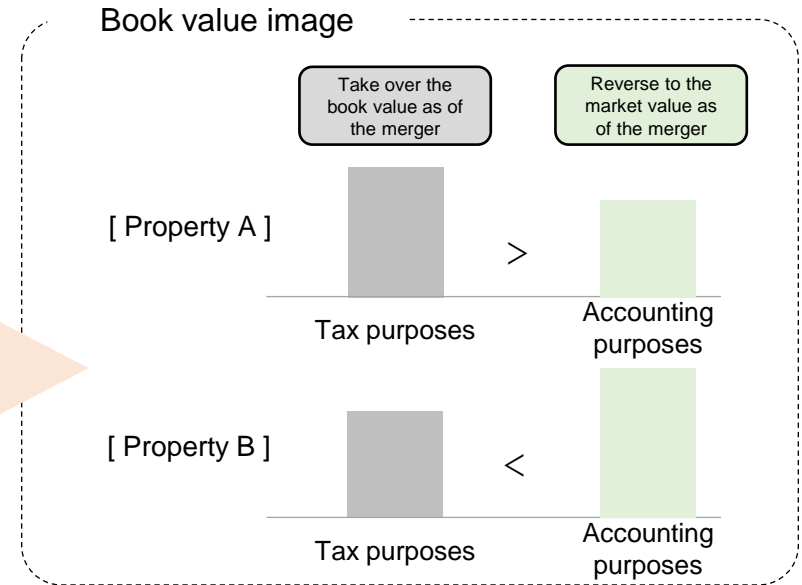 Book value image
Take over the
book value as of
the merger
Reverse to the
market value as
of the merger
[ Property A ]
>
Tax purposes
Accounting
purposes
[ Property B ]
<
Tax purposes
Accounting
purposes